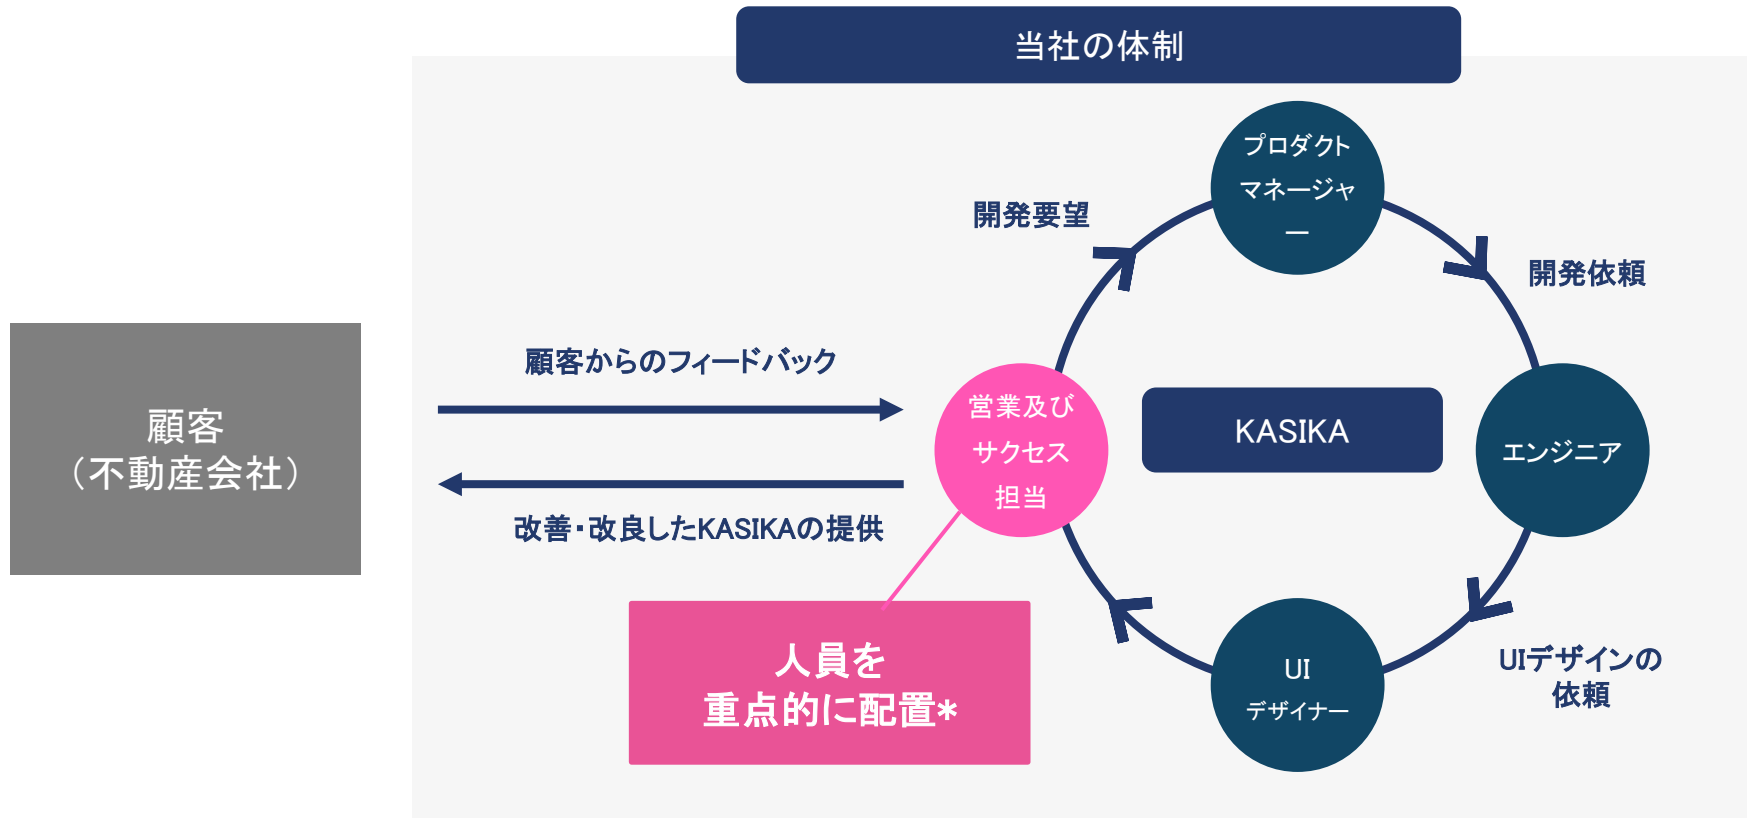 当社の体制
プロダクト
マネージャ
ー
開発要望
開発依頼
顧客からのフィードバック
顧客
（不動産会社）
営業及び
サクセス
担当
KASIKA
エンジニア
改善・改良したKASIKAの提供
人員を
重点的に配置*
UI
デザイナー
UIデザインの
依頼